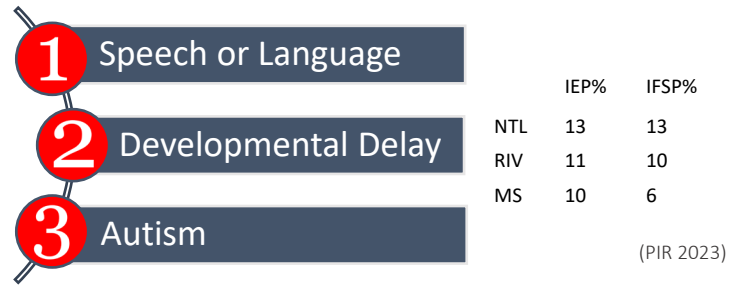 1 Speech or Language
2 Developmental Delay
3 Autism
IEP% IFSP%
NTL 13 13
RIV 11 10
MS 10 6
(PIR 2023)